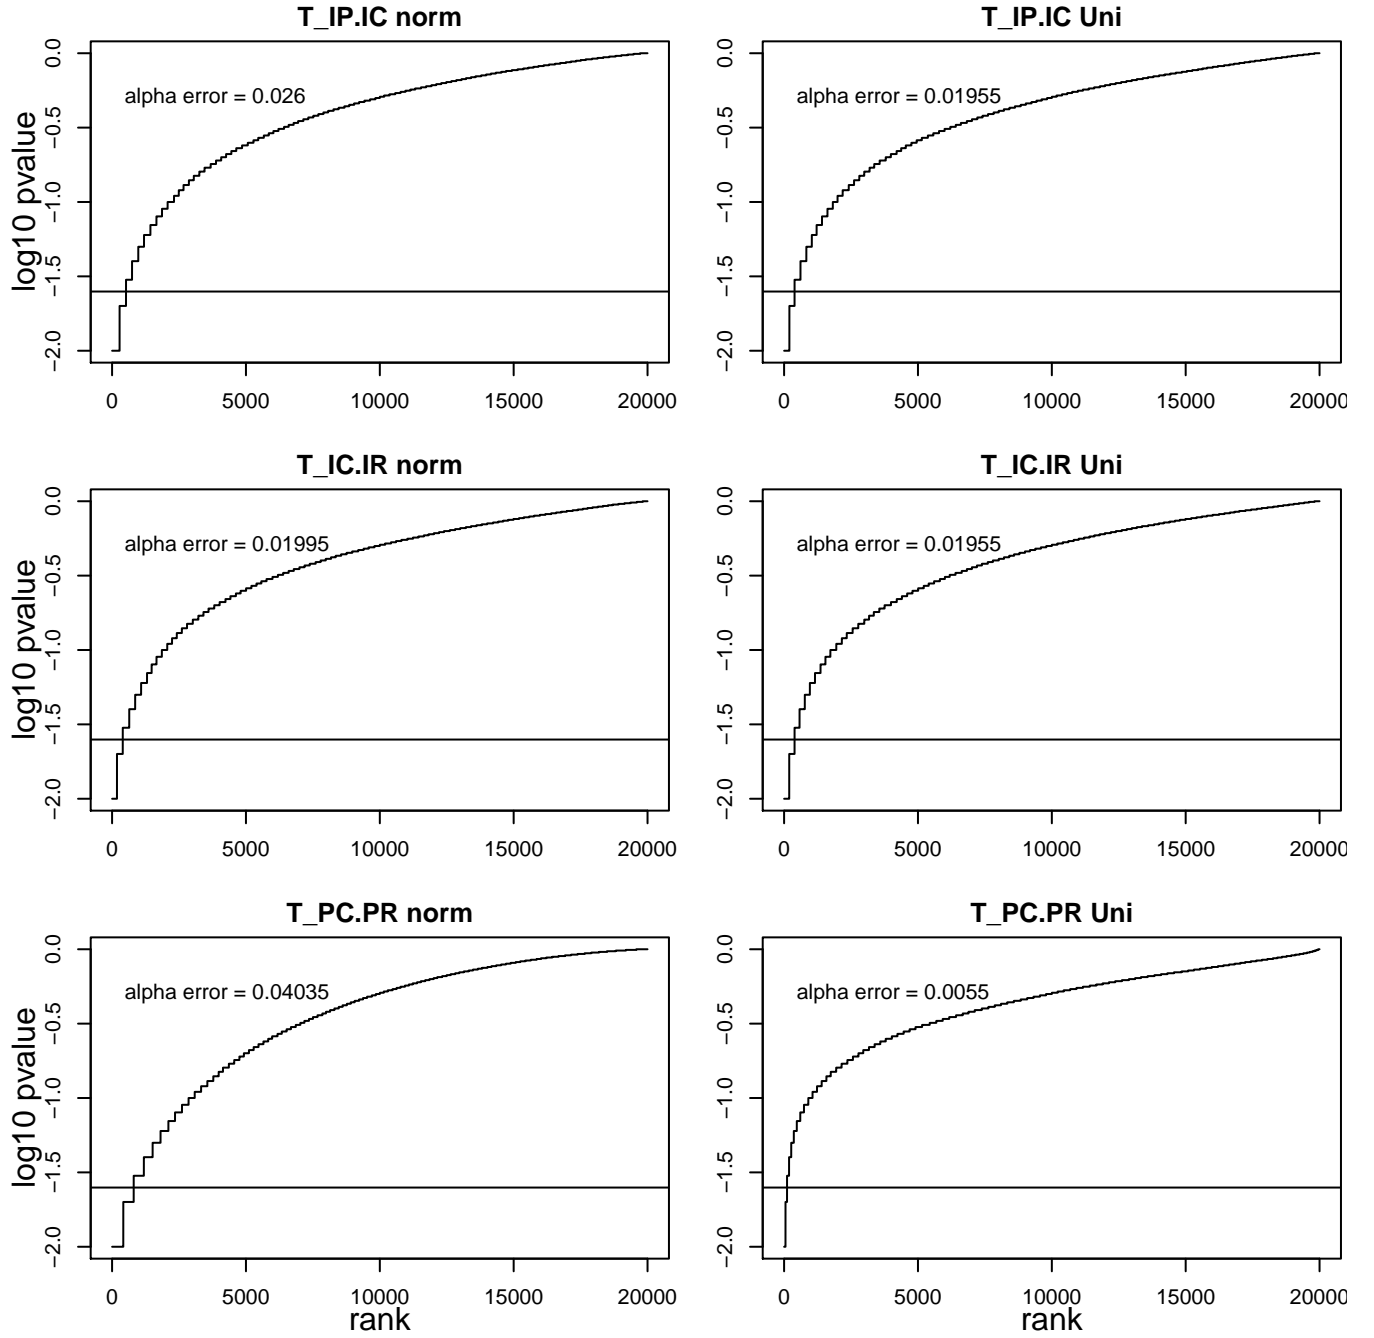 T_IP.IC norm
log10 pvalue
0.0
−0.5
−1.0
−1.5
−2.0
alpha error = 0.026
0 5000 10000 15000 20000
T_IP.IC Uni
0.0
−0.5
−1.0
−1.5
−2.0
alpha error = 0.01955
0 5000 10000 15000 20000
T_IC.IR norm
log10 pvalue
0.0
−0.5
−1.0
−1.5
−2.0
alpha error = 0.01995
0 5000 10000 15000 20000
T_IC.IR Uni
0.0
−0.5
−1.0
−1.5
−2.0
alpha error = 0.01955
0 5000 10000 15000 20000
T_PC.PR norm
log10 pvalue
0.0
−0.5
−1.0
−1.5
−2.0
alpha error = 0.04035
0 5000 10000 15000 20000
rank
T_PC.PR Uni
0.0
−0.5
−1.0
−1.5
−2.0
alpha error = 0.0055
0 5000 10000 15000 20000
rank